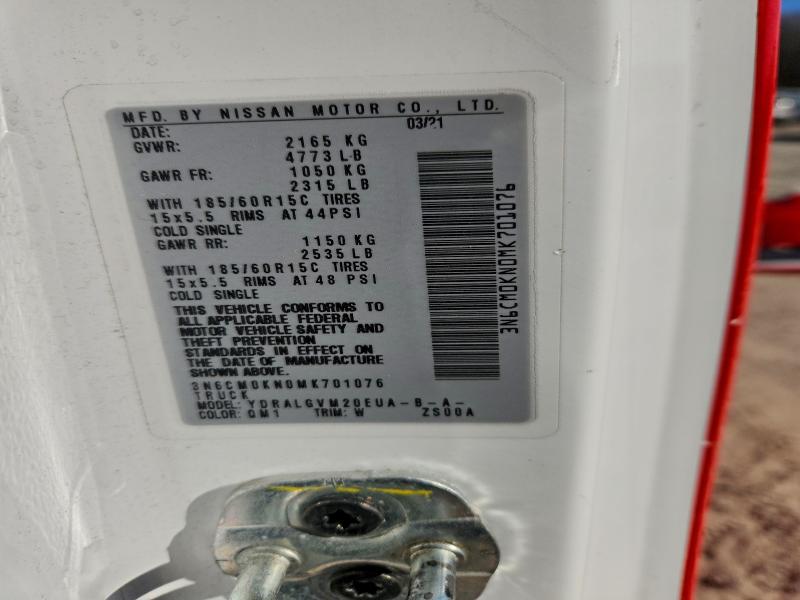 MFD. BY NISSAN MOTOR CO., LTD.
DATE: 03/21
GVWR: 2165 KG
4773 LB
GAWR FR: 1050 KG
2315 LB
WITH 185/60R15C TIRES
15x5.5 RIMS AT 44PSI
COLD SINGLE
GAWR RR: 1150 KG
2535 LB
WITH 185/60R15C TIRES
15x5.5 RIMS AT 48 PSI
COLD SINGLE
THIS VEHICLE CONFORMS TO
ALL APPLICABLE FEDERAL
MOTOR VEHICLE SAFETY AND
THEFT PREVENTION
STANDARDS IN EFFECT ON
THE DATE OF MANUFACTURE
SHOWN ABOVE.
3N6CM0KN0MK701076
TRUCK
MODEL: YDRALGVM20EUA-B-A-
COLOR: QM1 TRIM: W ZS00A
3N6CM0KN0MK701076